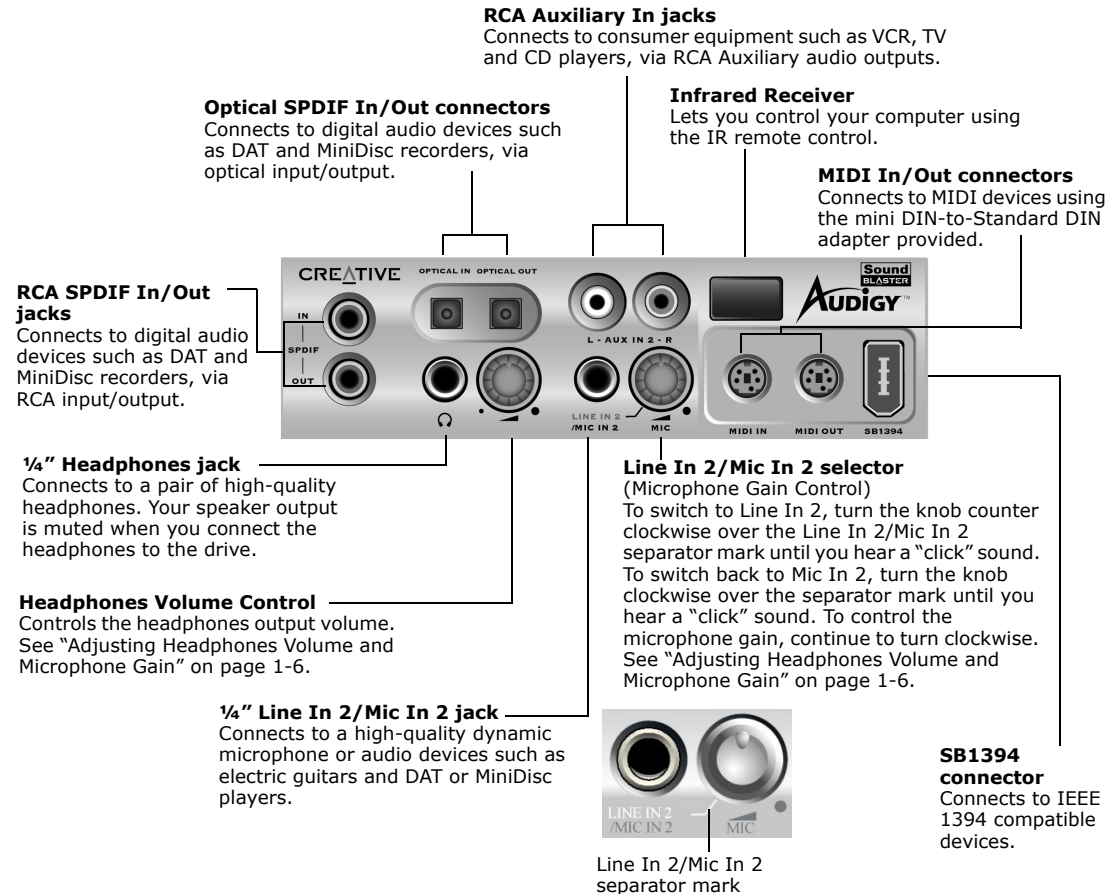 RCA Auxiliary In jacks
Connects to consumer equipment such as VCR, TV
and CD players, via RCA Auxiliary audio outputs.
Optical SPDIF In/Out connectors
Connects to digital audio devices such
as DAT and MiniDisc recorders, via
optical input/output.
Infrared Receiver
Lets you control your computer using
the IR remote control.
MIDI In/Out connectors
Connects to MIDI devices using
the mini DIN-to-Standard DIN
adapter provided.
RCA SPDIF In/Out
jacks
Connects to digital audio
devices such as DAT and
MiniDisc recorders, via
RCA input/output.
CREATIVE
OPTICAL IN OPTICAL OUT
Sound
BLASTER
AUDIGY™
IN
SPDIF
OUT
L - AUX IN 2 - R
LINE IN 2
/MIC IN 2
MIC
MIDI IN
MIDI OUT
SB1394
¼” Headphones jack
Connects to a pair of high-quality
headphones. Your speaker output
is muted when you connect the
headphones to the drive.
Headphones Volume Control
Controls the headphones output volume.
See “Adjusting Headphones Volume and
Microphone Gain” on page 1-6.
¼” Line In 2/Mic In 2 jack
Connects to a high-quality dynamic
microphone or audio devices such as
electric guitars and DAT or MiniDisc
players.
Line In 2/Mic In 2 selector
(Microphone Gain Control)
To switch to Line In 2, turn the knob counter
clockwise over the Line In 2/Mic In 2
separator mark until you hear a “click” sound.
To switch back to Mic In 2, turn the knob
clockwise over the separator mark until you
hear a “click” sound. To control the
microphone gain, continue to turn clockwise.
See “Adjusting Headphones Volume and
Microphone Gain” on page 1-6.
LINE IN 2
/MIC IN 2
MIC
Line In 2/Mic In 2
separator mark
SB1394
connector
Connects to IEEE
1394 compatible
devices.